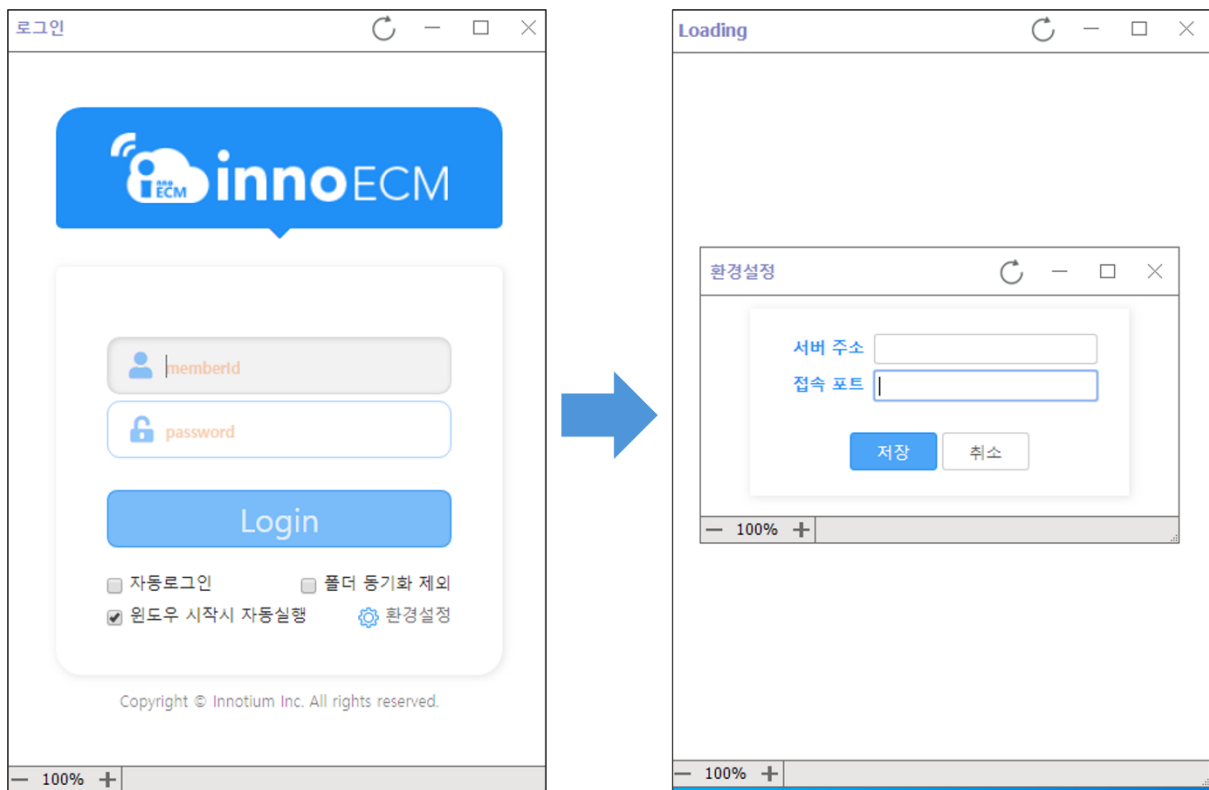 로그인
inno ECM
innoECM
memberId
password
Login
자동로그인
폴더 동기화 제외
윈도우 시작시 자동실행
환경설정
Copyright © Innotium Inc. All rights reserved.
100%
Loading
환경설정
서버 주소
접속 포트
저장
취소
100%
100%